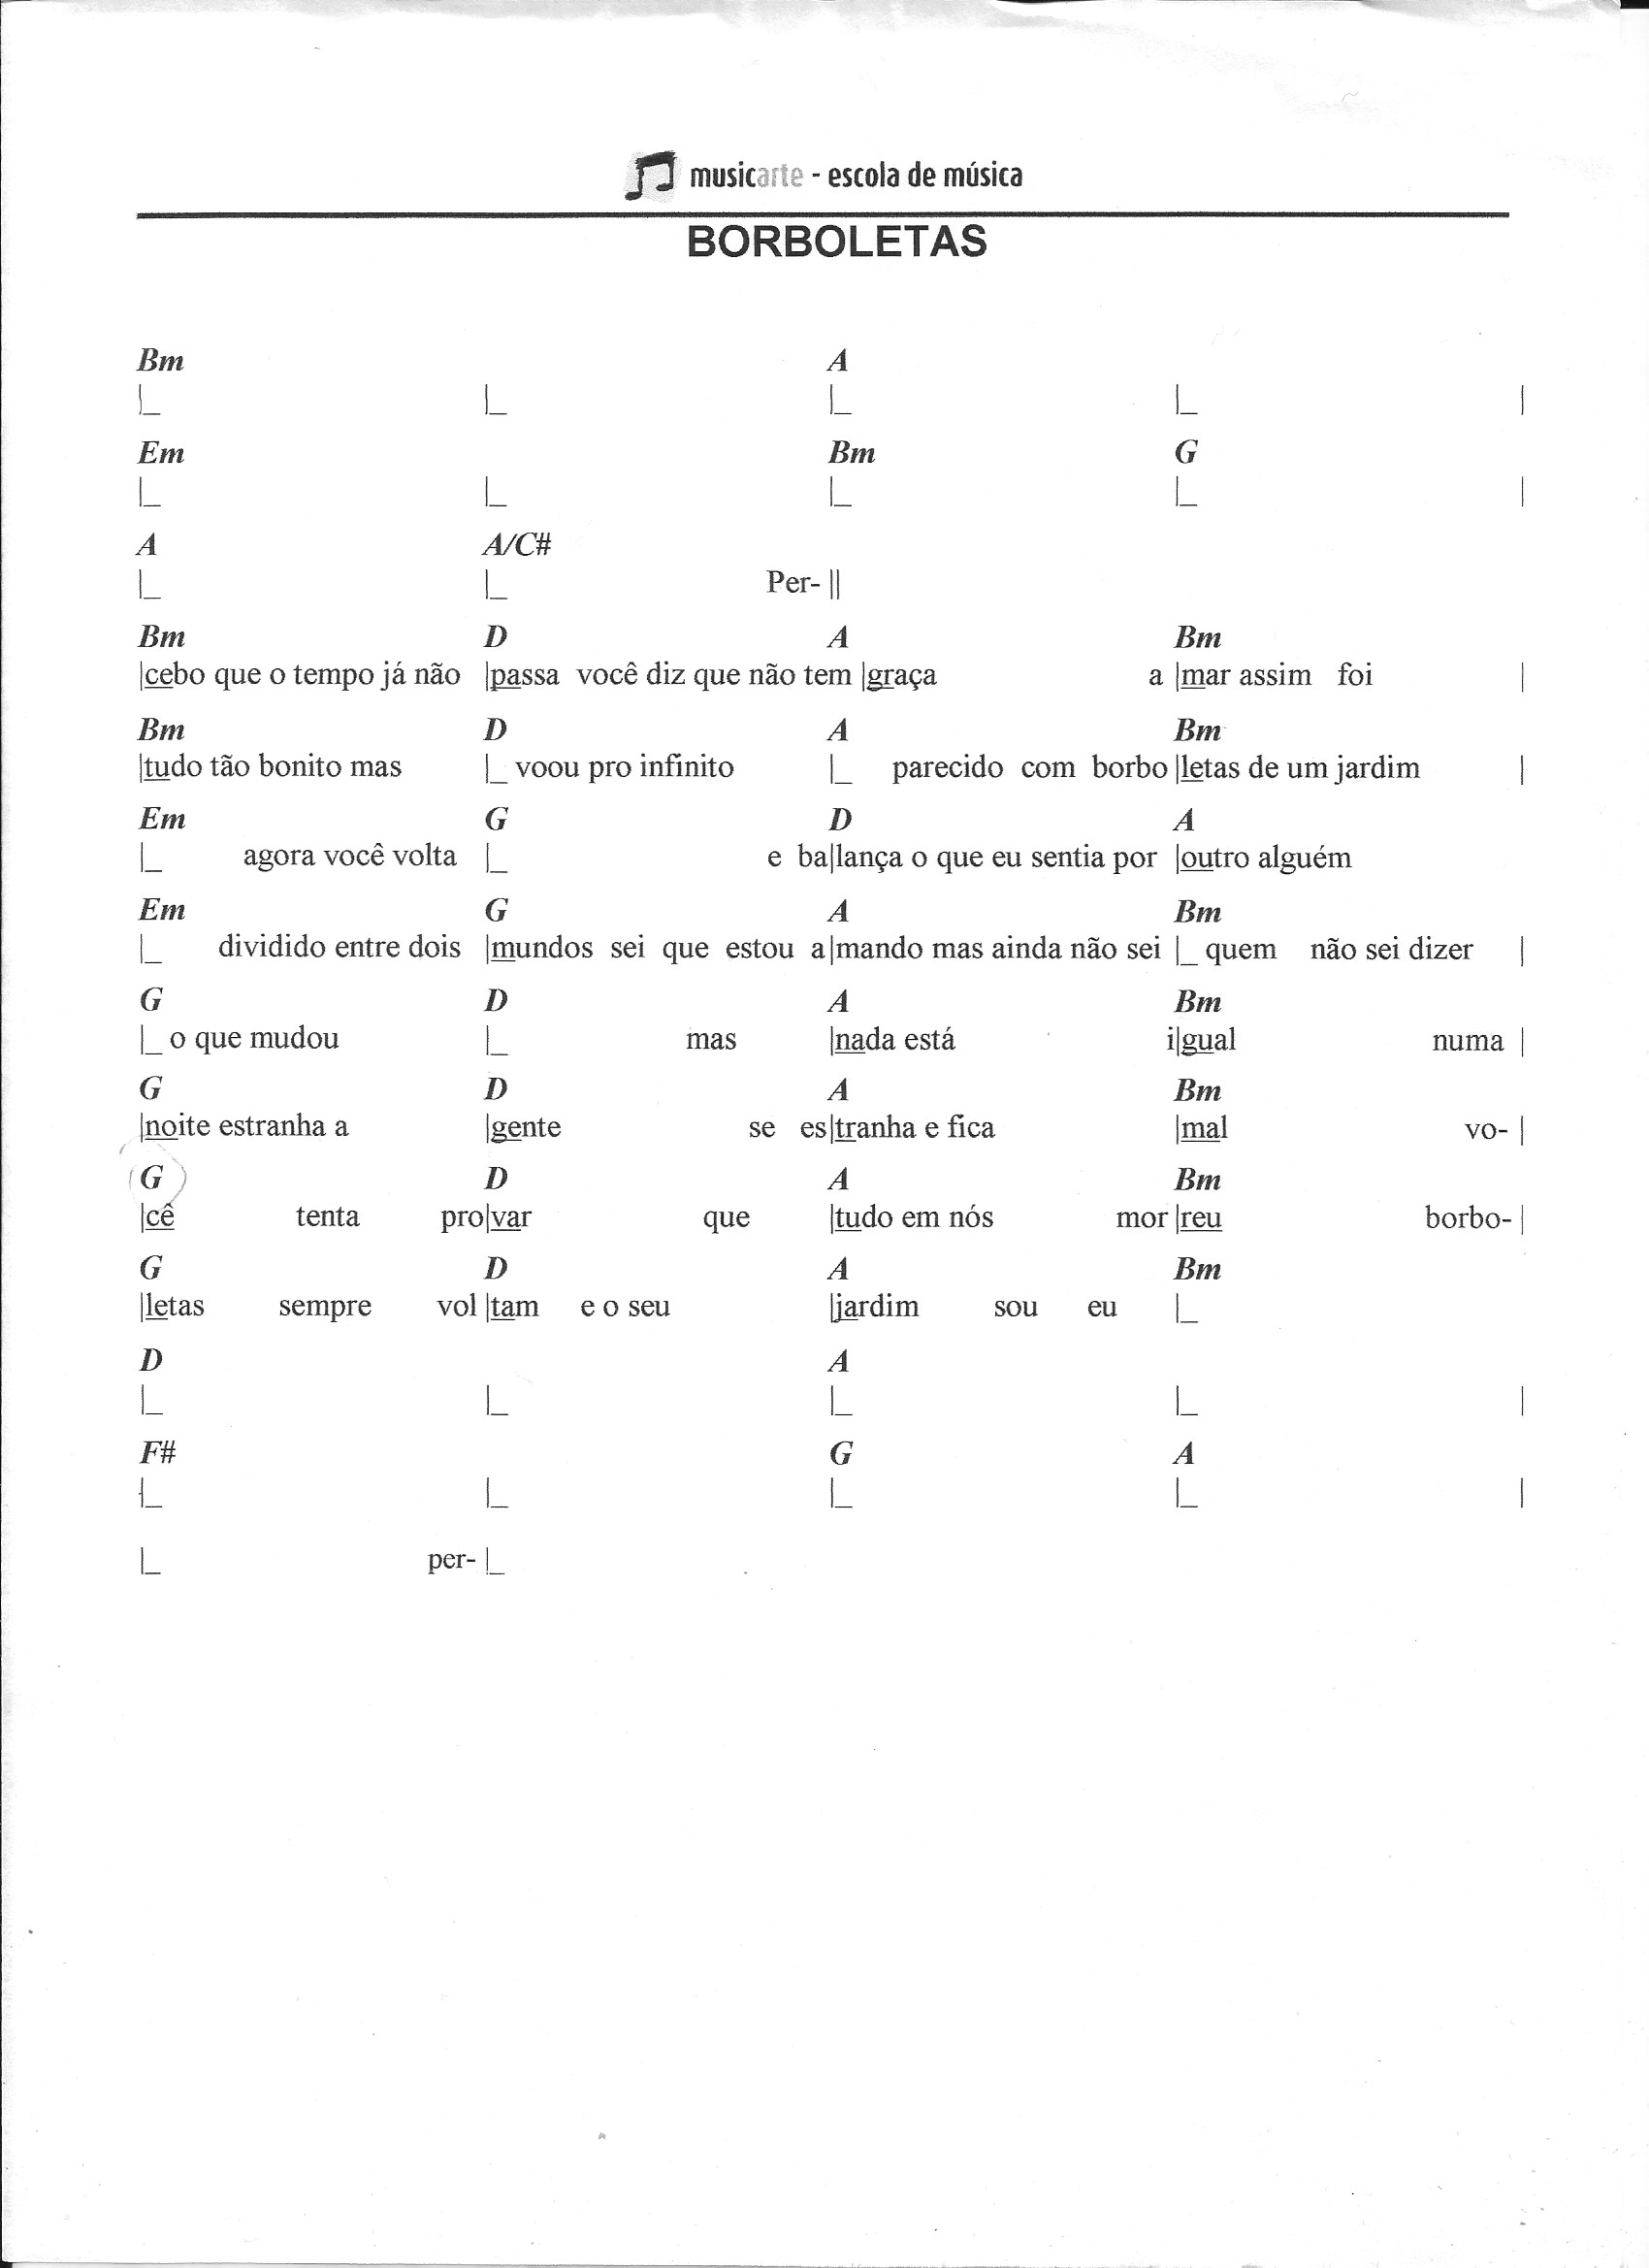 musicarte - escola de música
BORBOLETAS
Bm A
|_ |_ |_ |_ |
Em Bm G
|_ |_ |_ |_ |
A A/C#
|_ |_ Per- ||
Bm D A Bm
|cebo que o tempo já não |passa você diz que não tem |graça a |mar assim foi |
Bm D A Bm
|tudo tão bonito mas |_ voou pro infinito |_ parecido com borbo |letas de um jardim |
Em G D A
|_ agora você volta |_ e ba|lança o que eu sentia por |outro alguém
Em G A Bm
|_ dividido entre dois |mundos sei que estou a|mando mas ainda não sei |_ quem não sei dizer |
G D A Bm
|_ o que mudou |_ mas |nada está i|gual numa |
G D A Bm
|noite estranha a |gente se es|tranha e fica |mal vo- |
G D A Bm
|cê tenta pro|var que |tudo em nós mor |reu borbo- |
G D A Bm
|letas sempre vol |tam e o seu |jardim sou eu |_
D A
|_ |_ |_ |_ |
F# G A
|_ |_ |_ |_ |
|_ per- |_